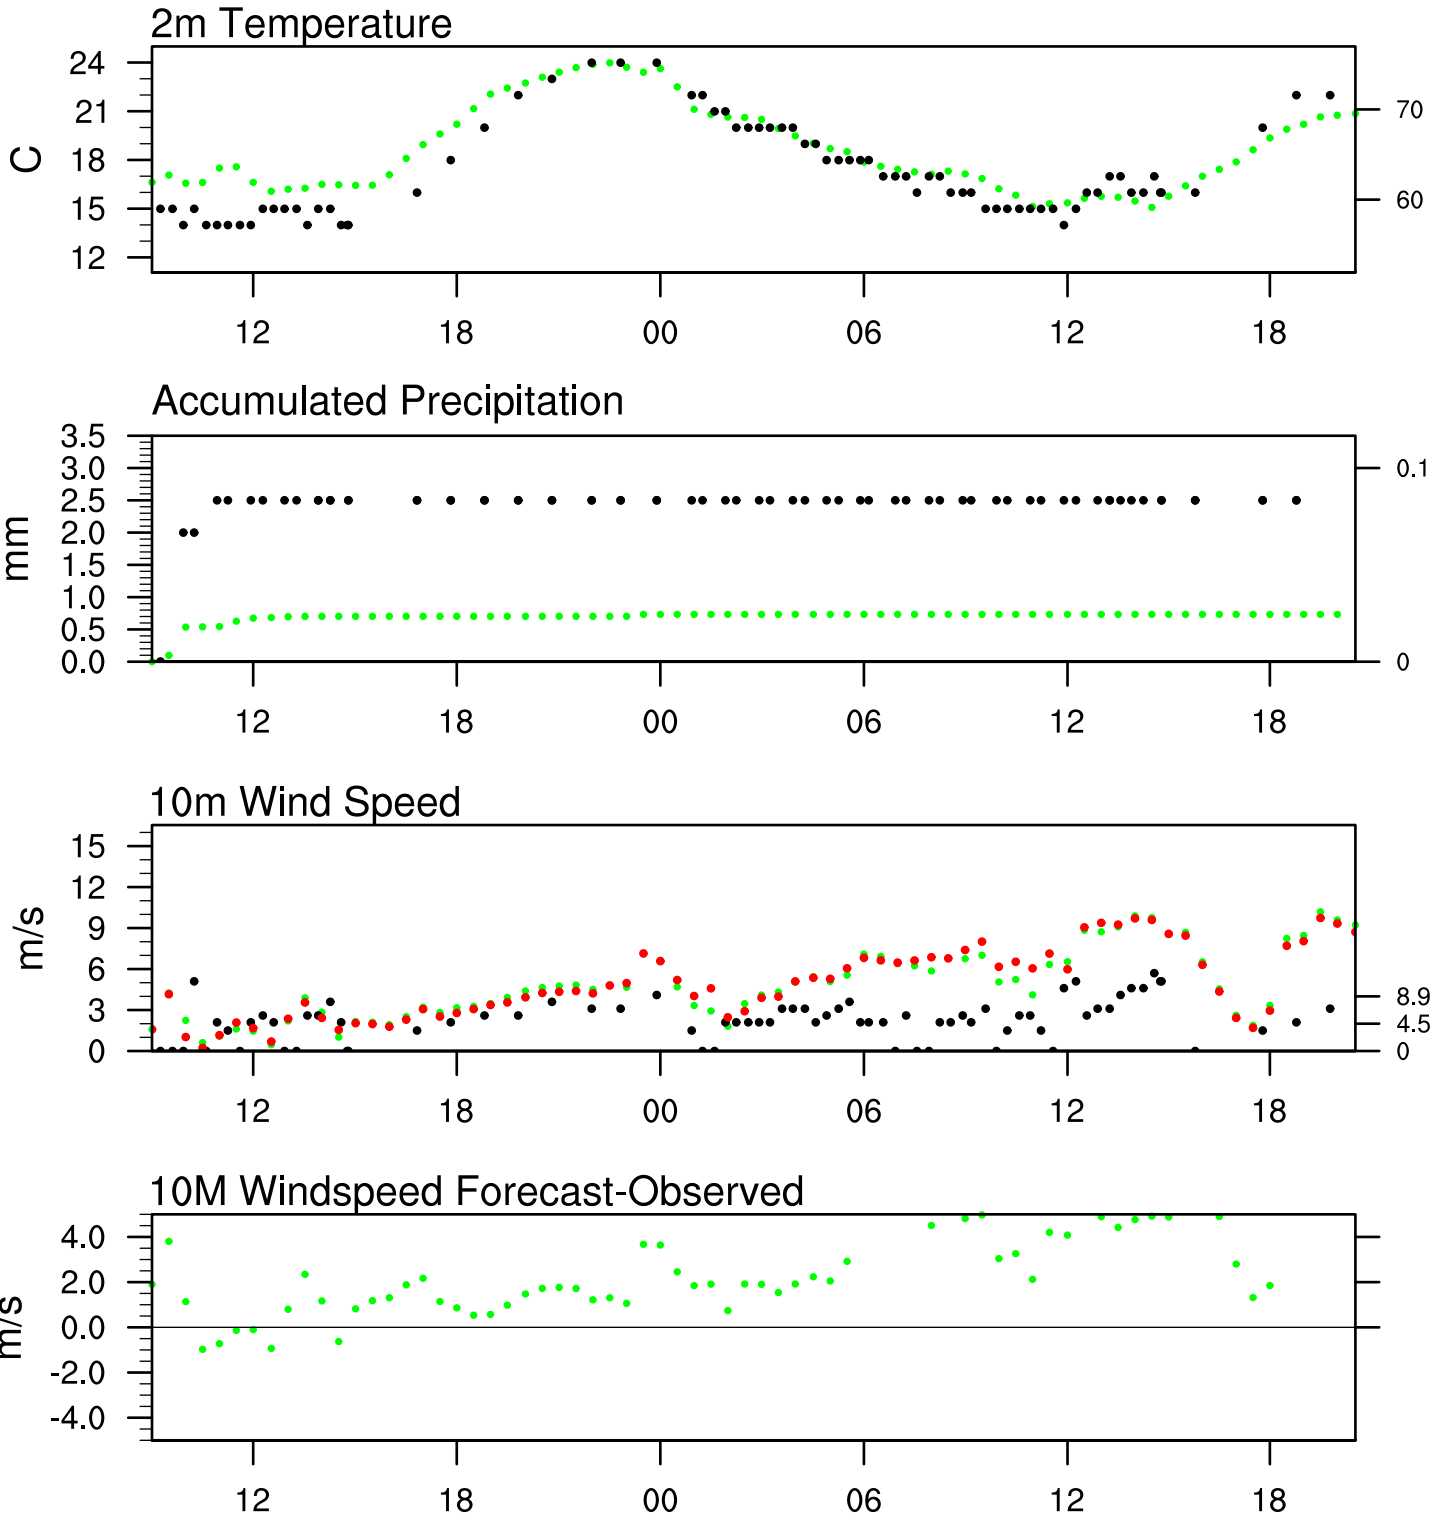 2m Temperature
24
21
18
15
12
C
70
60
12 18 00 06 12 18
Accumulated Precipitation
3.5
3.0
2.5
2.0
1.5
1.0
0.5
0.0
mm
0.1
0
12 18 00 06 12 18
10m Wind Speed
15
12
9
6
3
0
m/s
8.9
4.5
0
12 18 00 06 12 18
10M Windspeed Forecast-Observed
4.0
2.0
0.0
-2.0
-4.0
m/s
12 18 00 06 12 18